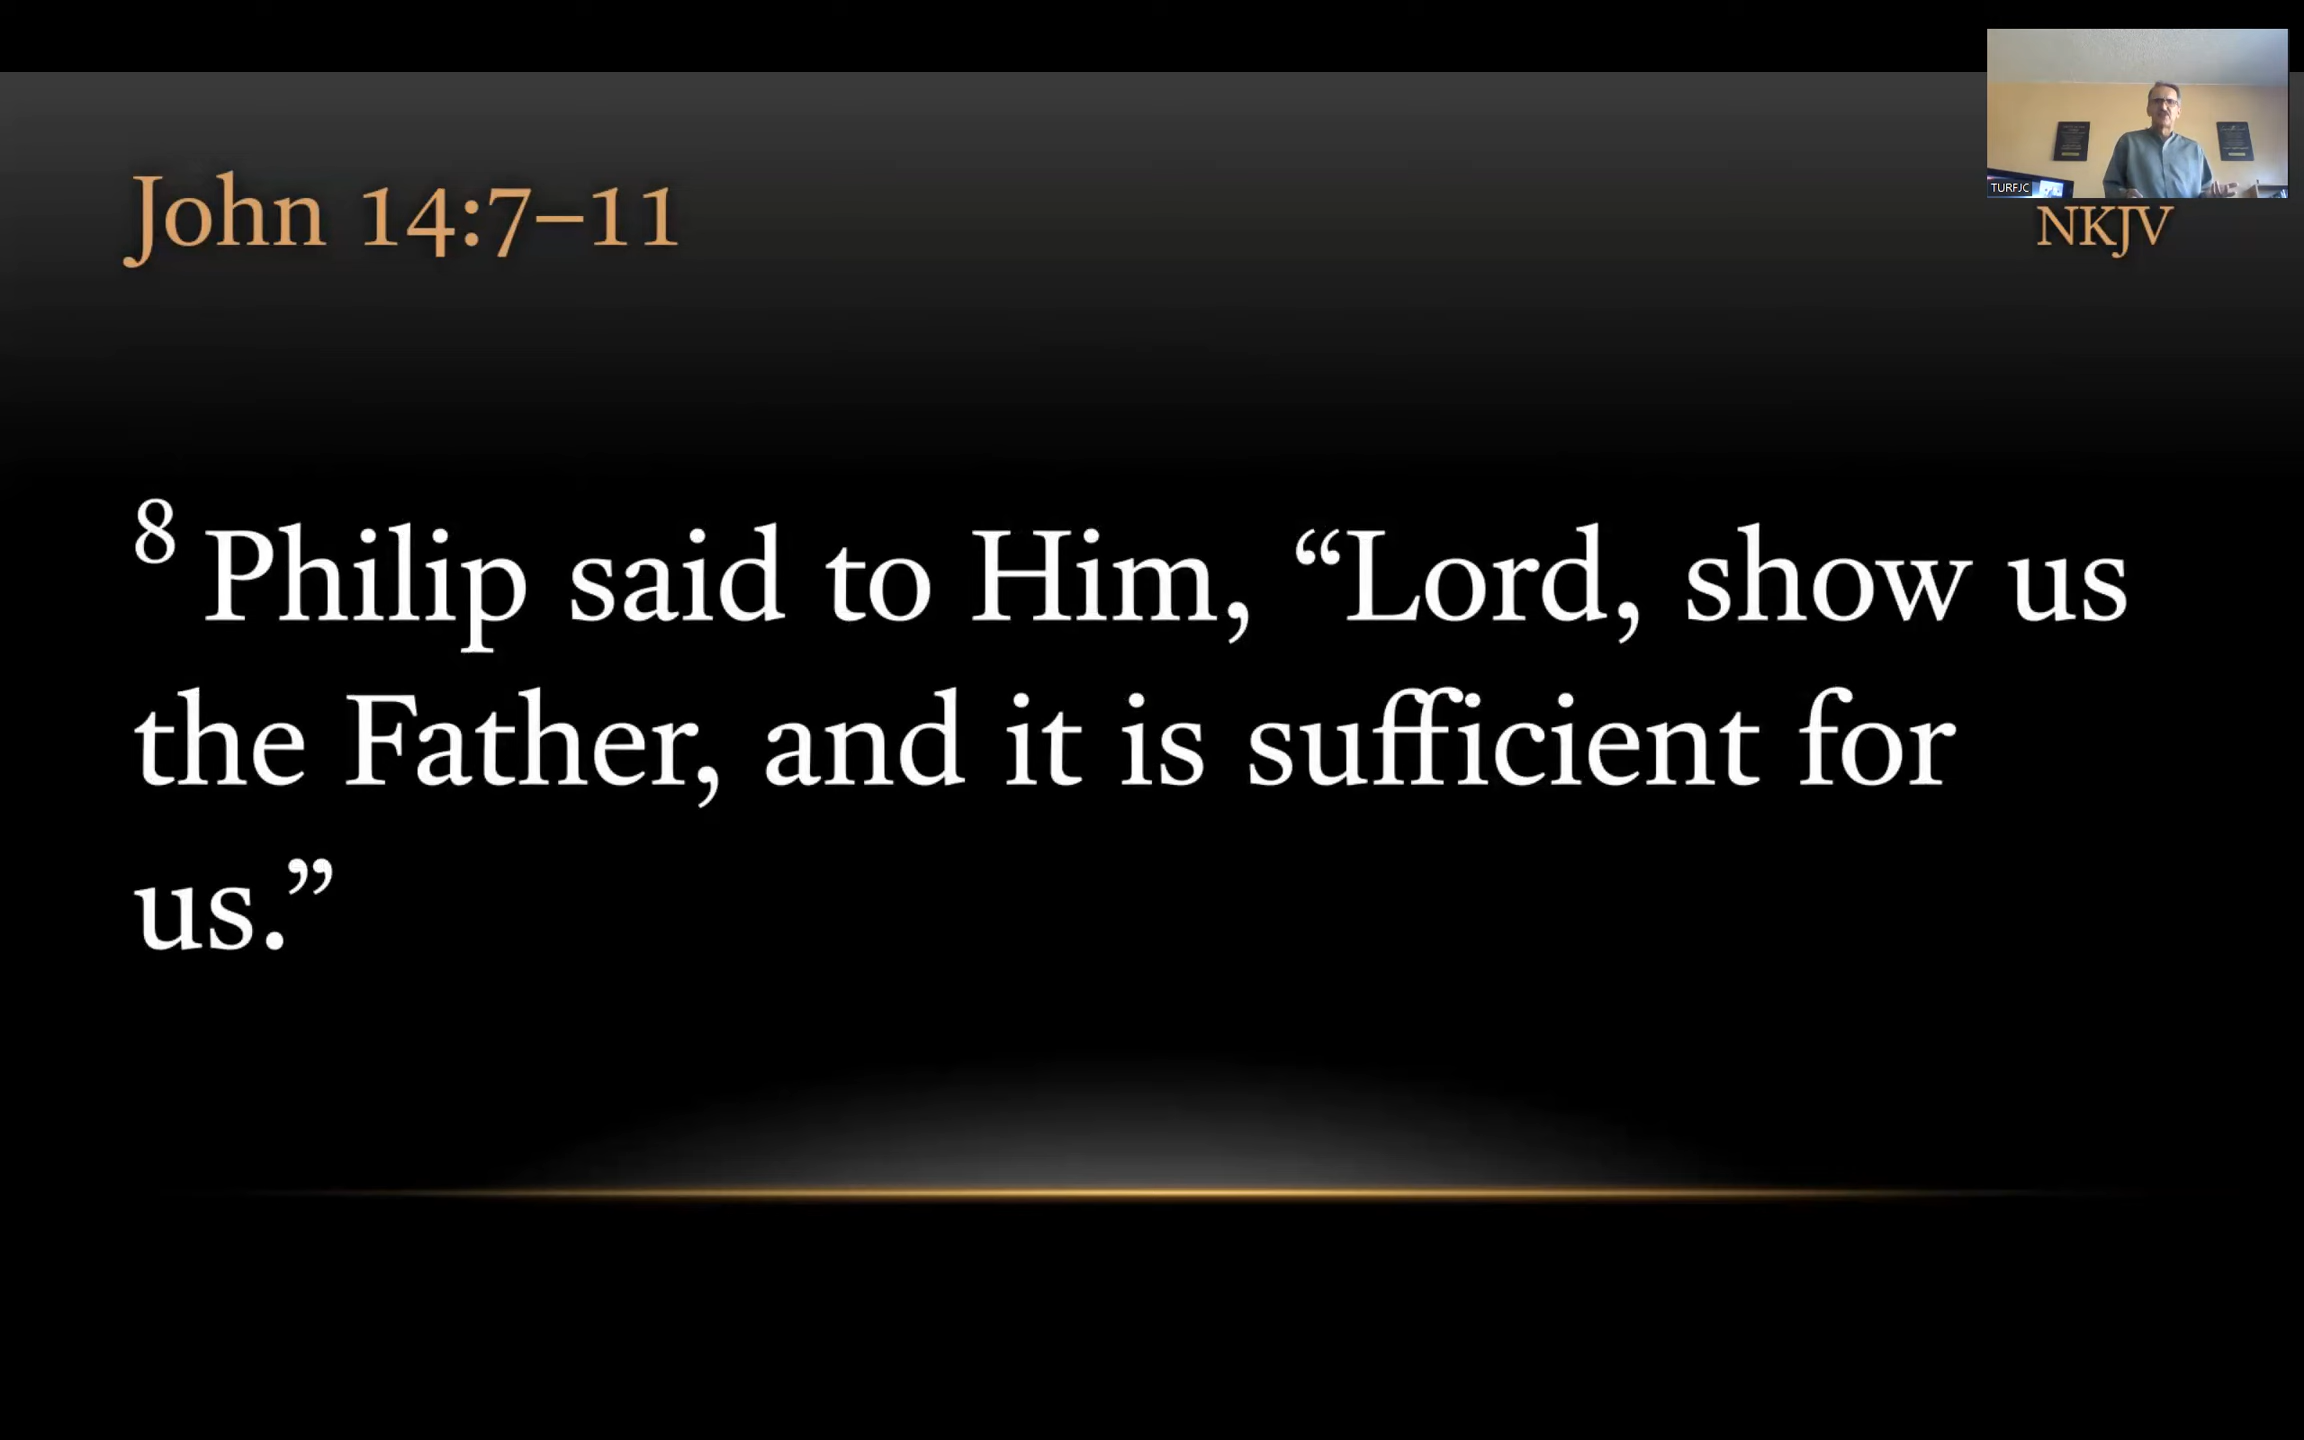 TURFJC
John 14:7–11
NKJV
8 Philip said to Him, “Lord, show us
the Father, and it is sufficient for
us.”